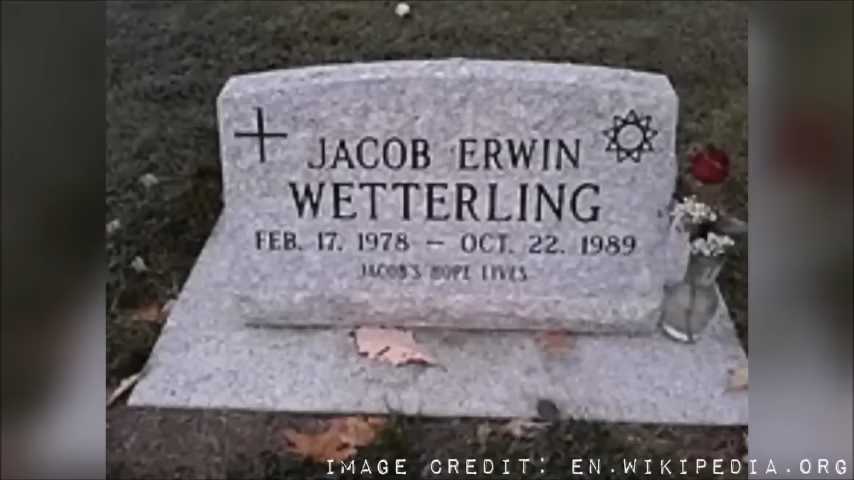 JACOB ERWIN
WETTERLING
FEB. 17. 1978 — OCT. 22. 1989
JACOB'S HOPE LIVES
IMAGE CREDIT: EN.WIKIPEDIA.ORG